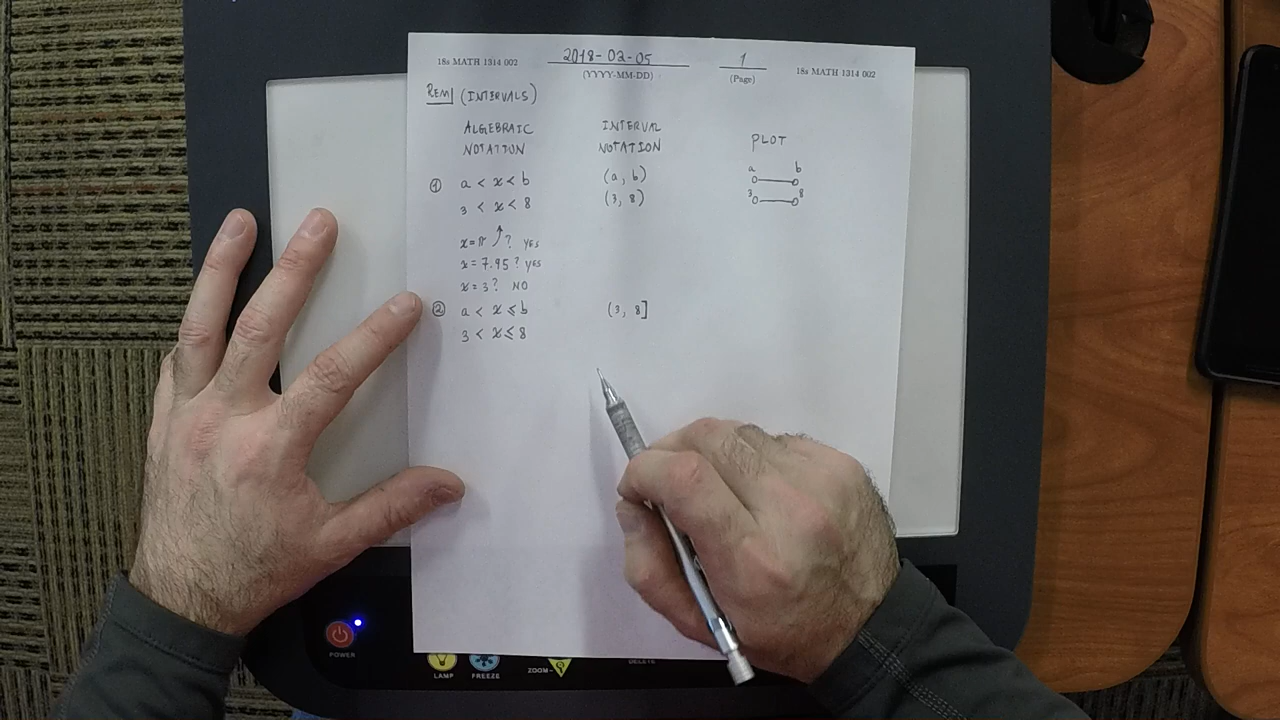 18s MATH 1314 002 2018-02-05 1 18s MATH 1314 002
(YYYY-MM-DD) (Page)
REM (INTERVALS)
ALGEBRAIC NOTATION INTERVAL NOTATION PLOT
① a < x < b (a, b) a b
3 < x < 8 (3, 8) 3 8
x = π ? YES
x = 7.95 ? YES
x = 3 ? NO
② a < x ≤ b (3, 8]
3 < x ≤ 8
POWER
LAMP FREEZE ZOOM-
DELETE